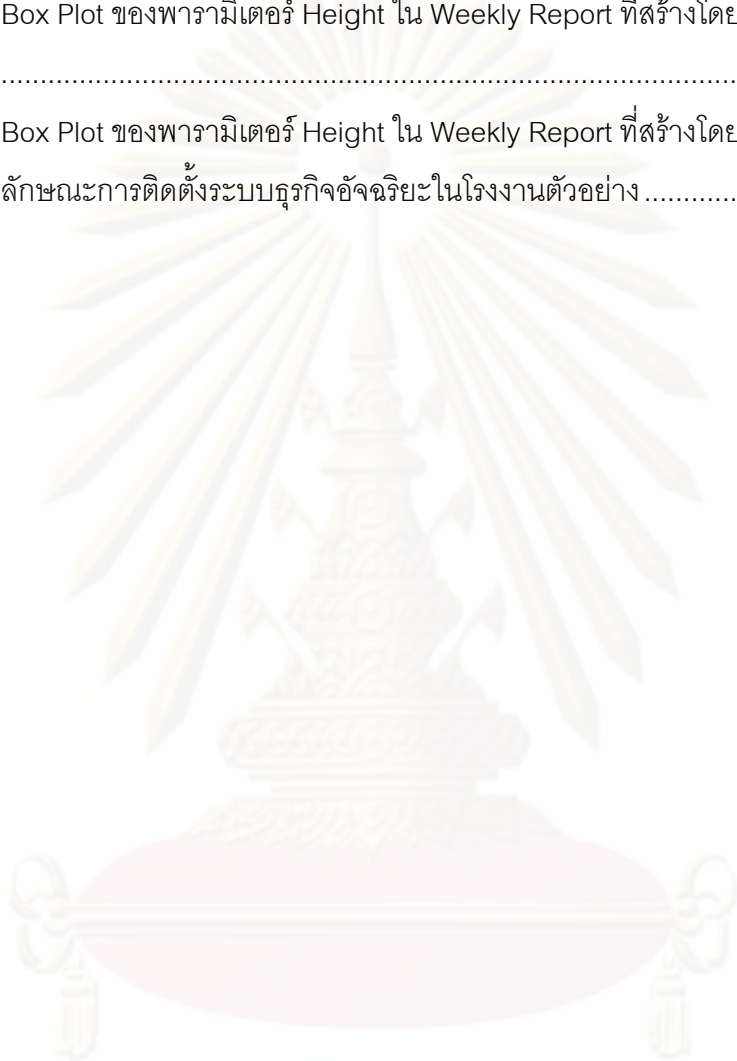 Box Plot ของพารามิเตอร์ Height ใน Weekly Report ที่สร้างโดย
................................................................................................
Box Plot ของพารามิเตอร์ Height ใน Weekly Report ที่สร้างโดย
ลักษณะการติดตั้งระบบธุรกิจอัจฉริยะในโรงงานตัวอย่าง ............